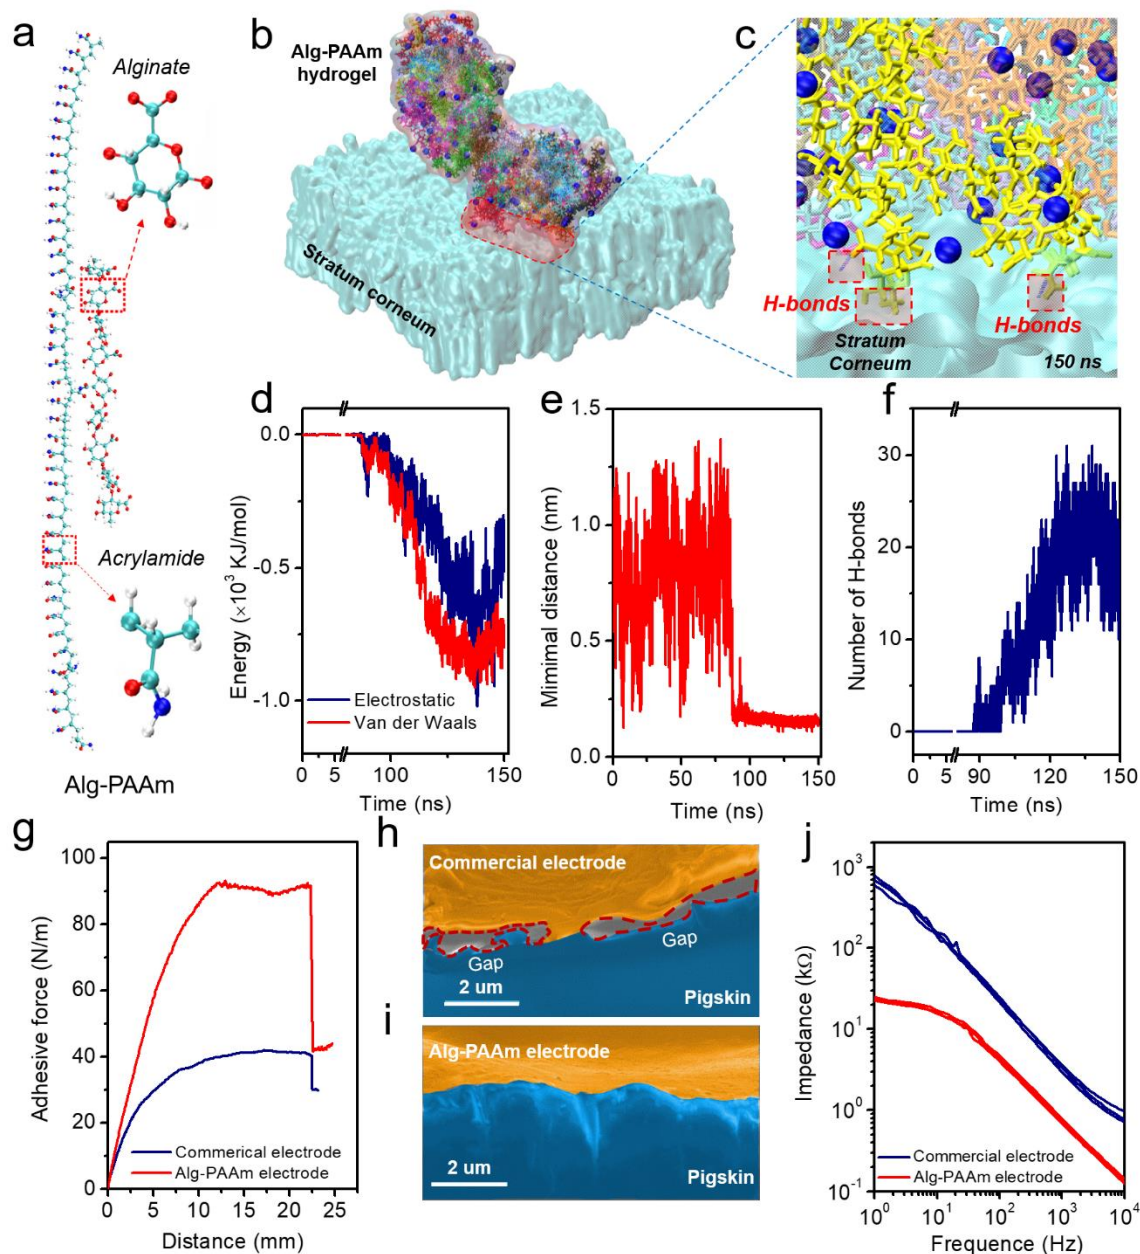 a
Alginate
Acrylamide
Alg-PAAm
b
Alg-PAAm
hydrogel
Stratum corneum
c
H-bonds
H-bonds
Stratum
Corneum
150 ns
d
0.0
-0.5
-1.0
Energy (×10³ KJ/mol)
Electrostatic
Van der Waals
0 5 100 150
Time (ns)
e
1.5
1.0
0.5
0.0
Mimimal distance (nm)
0 50 100 150
Time (ns)
f
30
20
10
0
Number of H-bonds
0 5 90 120 150
Time (ns)
g
100
80
60
40
20
0
Adhesive force (N/m)
Commerical electrode
Alg-PAAm electrode
0 5 10 15 20 25
Distance (mm)
h
Commercial electrode
Gap
Gap
2 um
Pigskin
i
Alg-PAAm electrode
2 um
Pigskin
j
10³
10²
10¹
10⁰
10⁻¹
Impedance (kΩ)
Commercial electrode
Alg-PAAm electrode
10⁰ 10¹ 10² 10³ 10⁴
Frequence (Hz)